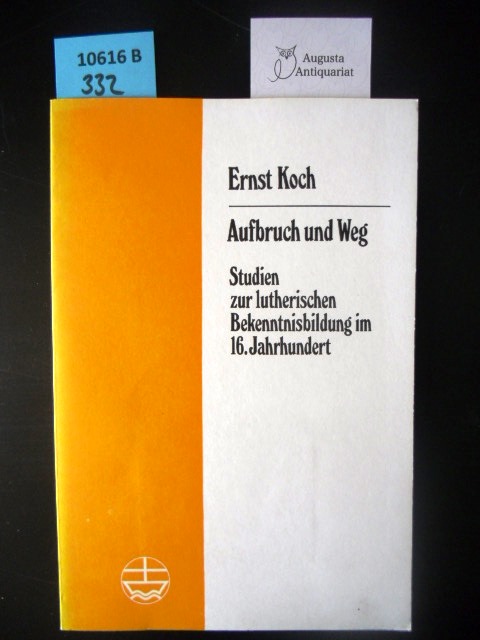 10616 B
332
Augusta
Antiquariat
Ernst Koch
Aufbruch und Weg
Studien
zur lutherischen
Bekenntnisbildung im
16. Jahrhundert